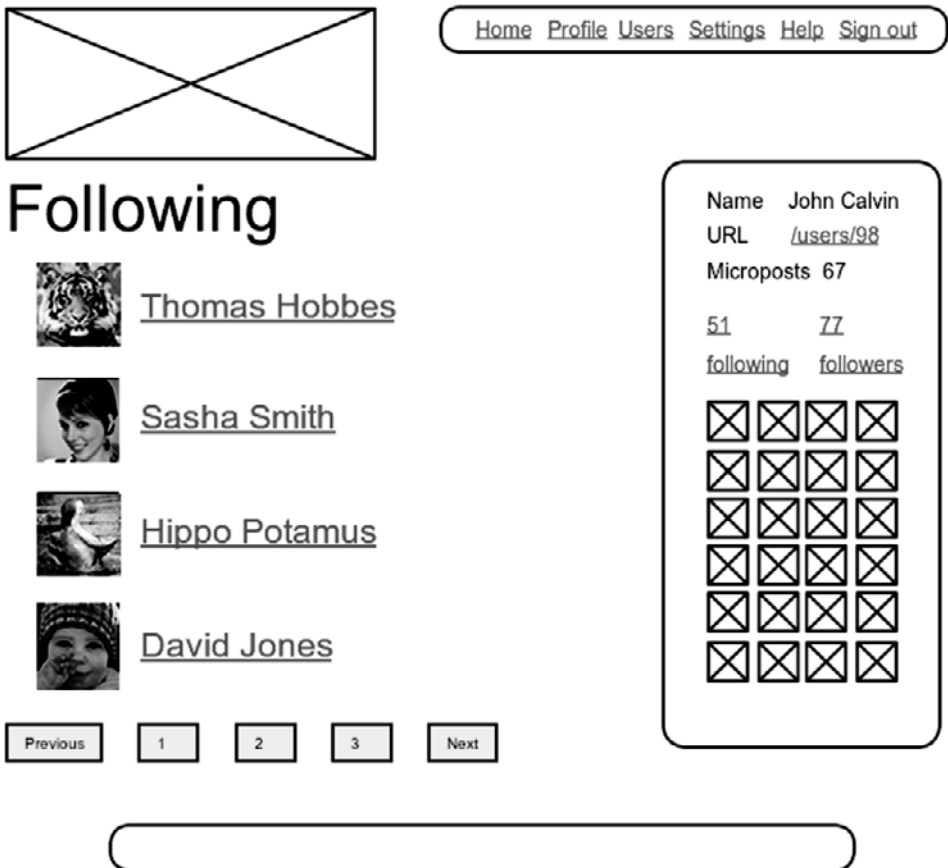 Home Profile Users Settings Help Sign out
Following
Thomas Hobbes
Sasha Smith
Hippo Potamus
David Jones
Previous 1 2 3 Next
Name John Calvin
URL /users/98
Microposts 67
51 77
following followers